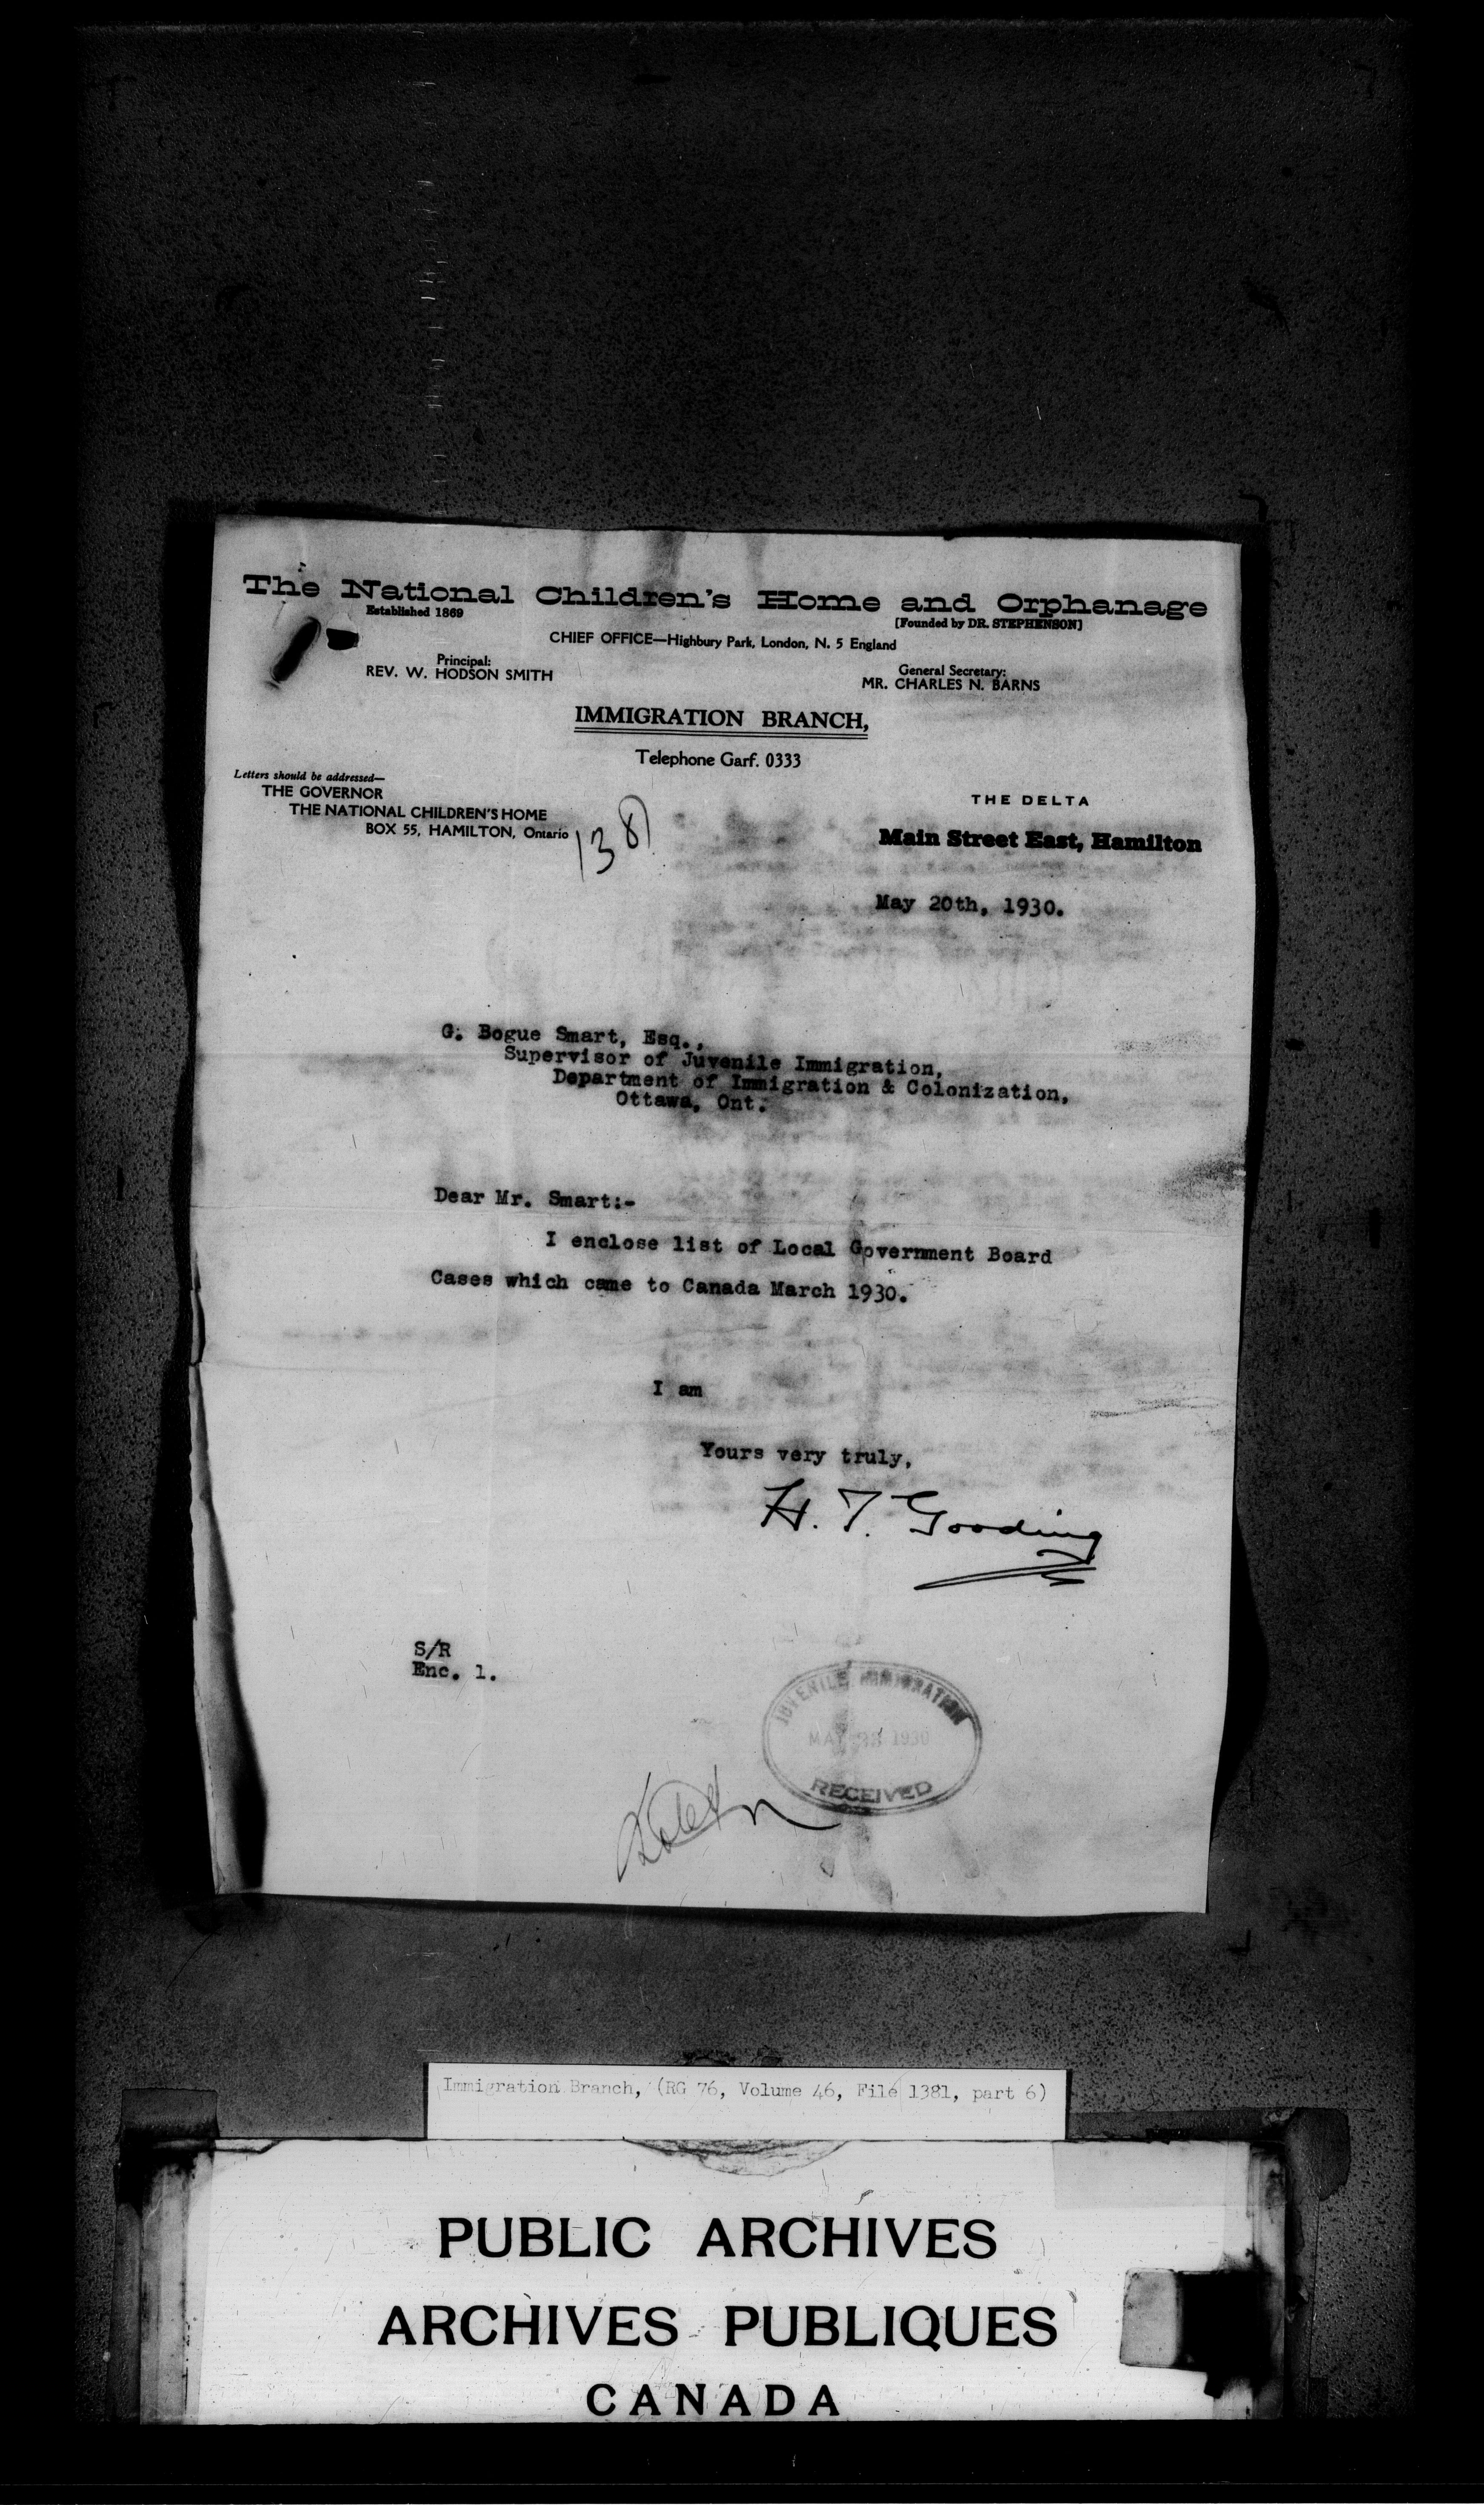 The National Children's Home and Orphanage
Established 1869
[Founded by DR. STEPHENSON]
CHIEF OFFICE—Highbury Park, London, N. 5 England
Principal:
REV. W. HODSON SMITH
General Secretary:
MR. CHARLES N. BARNS
IMMIGRATION BRANCH,
Telephone Garf. 0333
Letters should be addressed—
THE GOVERNOR
THE NATIONAL CHILDREN'S HOME
BOX 55, HAMILTON, Ontario
1381
THE DELTA
Main Street East, Hamilton
May 20th, 1930.
G. Bogue Smart, Esq.,
Supervisor of Juvenile Immigration,
Department of Immigration & Colonization,
Ottawa, Ont.
Dear Mr. Smart:-
I enclose list of Local Government Board
Cases which came to Canada March 1930.
I am
Yours very truly,
H. T. Gooding
S/R
Enc. 1.
JUVENILE IMMIGRATION
MAY 1930
RECEIVED
Immigration Branch, (RG 76, Volume 46, File 1381, part 6)
PUBLIC ARCHIVES
ARCHIVES PUBLIQUES
CANADA